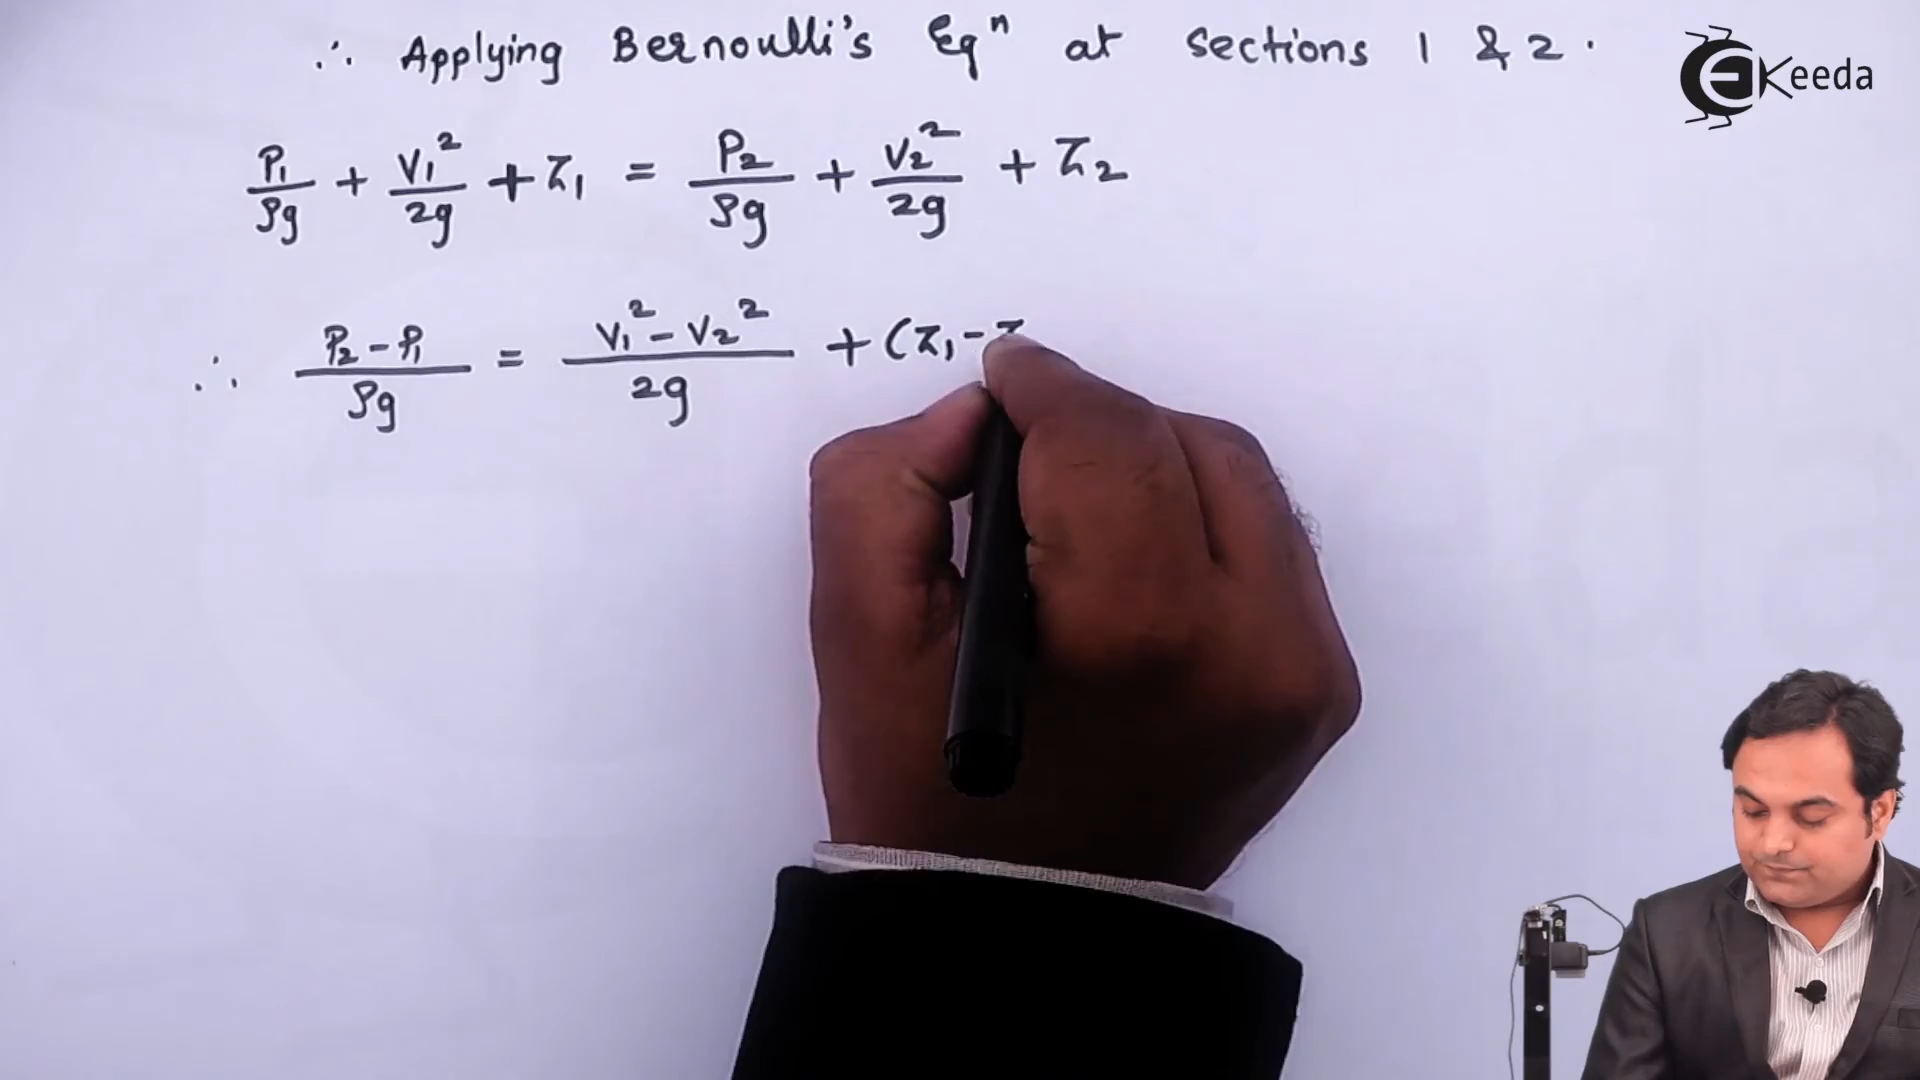 ∴ Applying Bernoulli's Eqⁿ at sections 1 & 2.
EKeeda
P₁/ρg + V₁²/2g + Z₁ = P₂/ρg + V₂²/2g + Z₂
∴ P₂ - P₁/ρg = V₁² - V₂²/2g + (Z₁ - Z